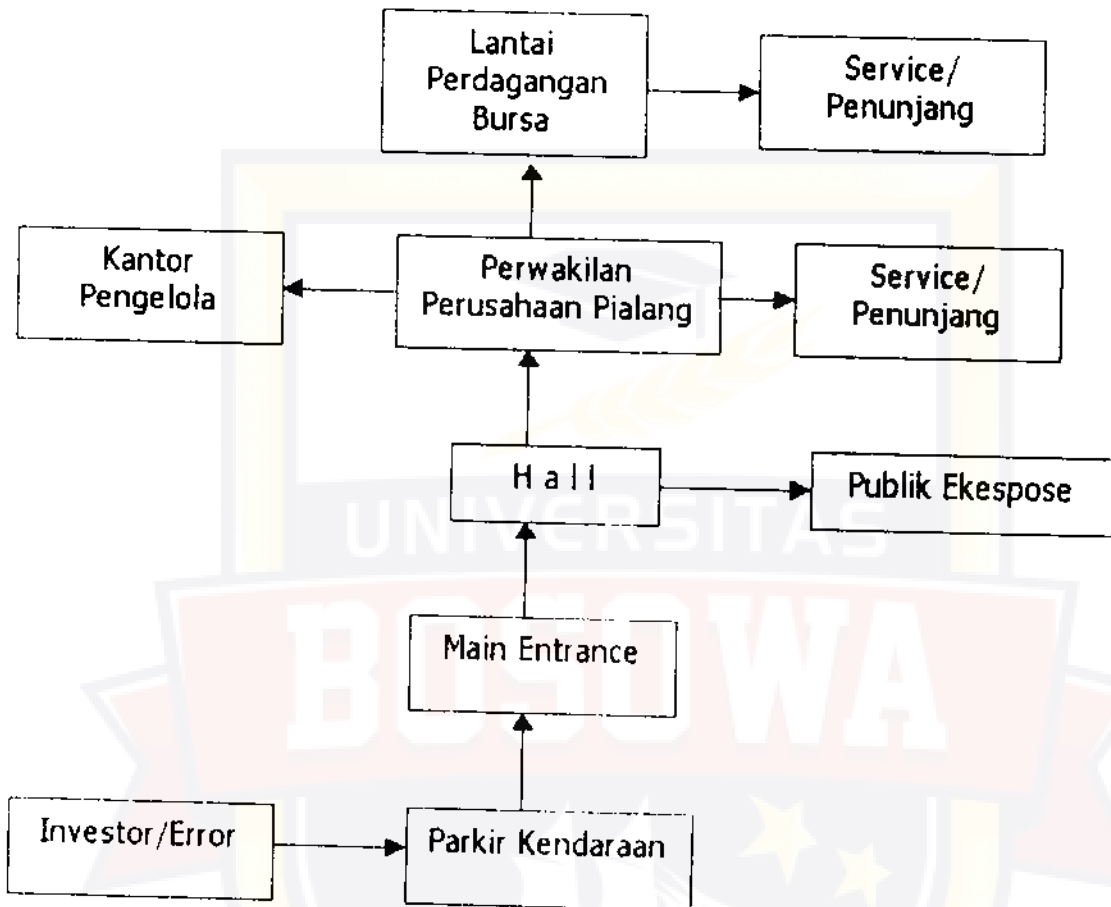 Lantai
Perdagangan
Bursa
Service/
Penunjang
Kantor
Pengelola
Perwakilan
Perusahaan Pialang
Service/
Penunjang
H a l l
Publik Ekespose
UNIVERSITAS
BOSOWA
Main Entrance
Investor/Error
Parkir Kendaraan